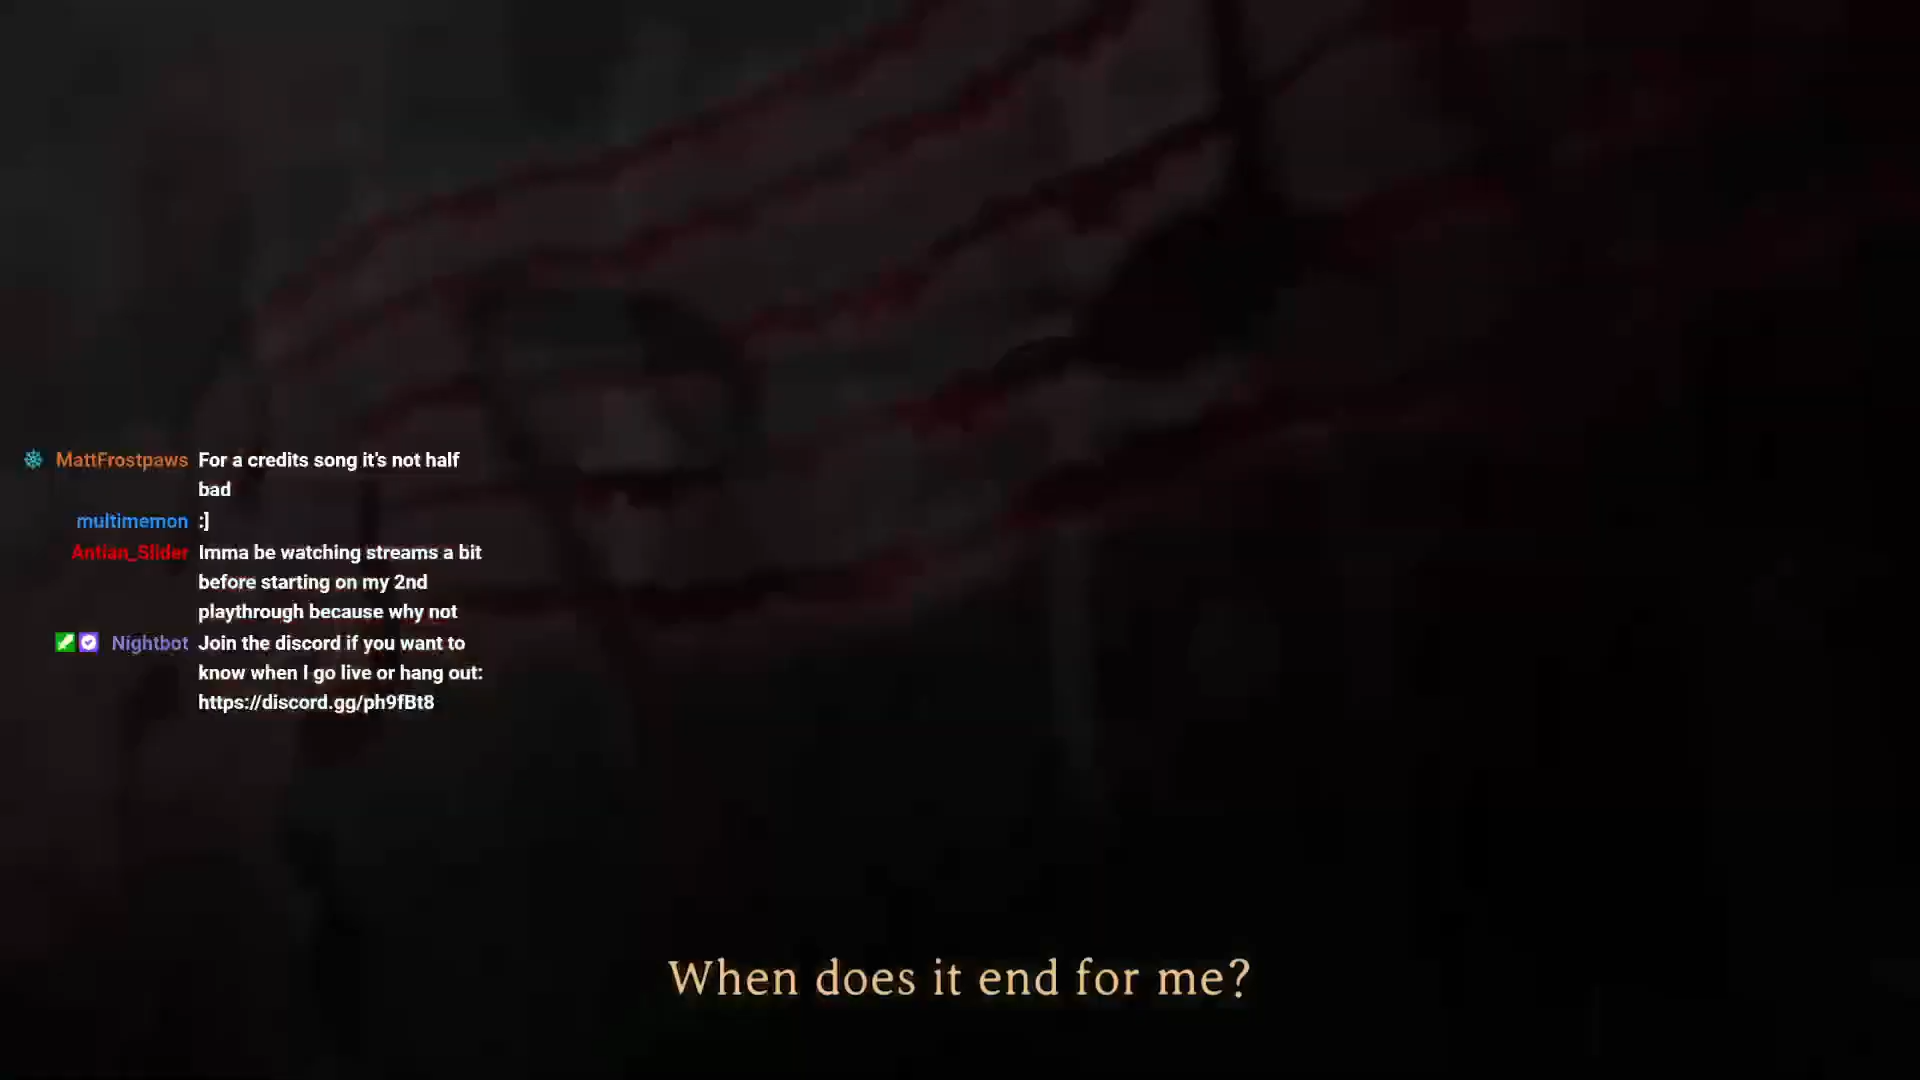 MattFrostpaws For a credits song it's not half
bad
multimemon :]
Antian_Slider Imma be watching streams a bit
before starting on my 2nd
playthrough because why not
Nightbot Join the discord if you want to
know when I go live or hang out:
https://discord.gg/ph9fBt8
When does it end for me?